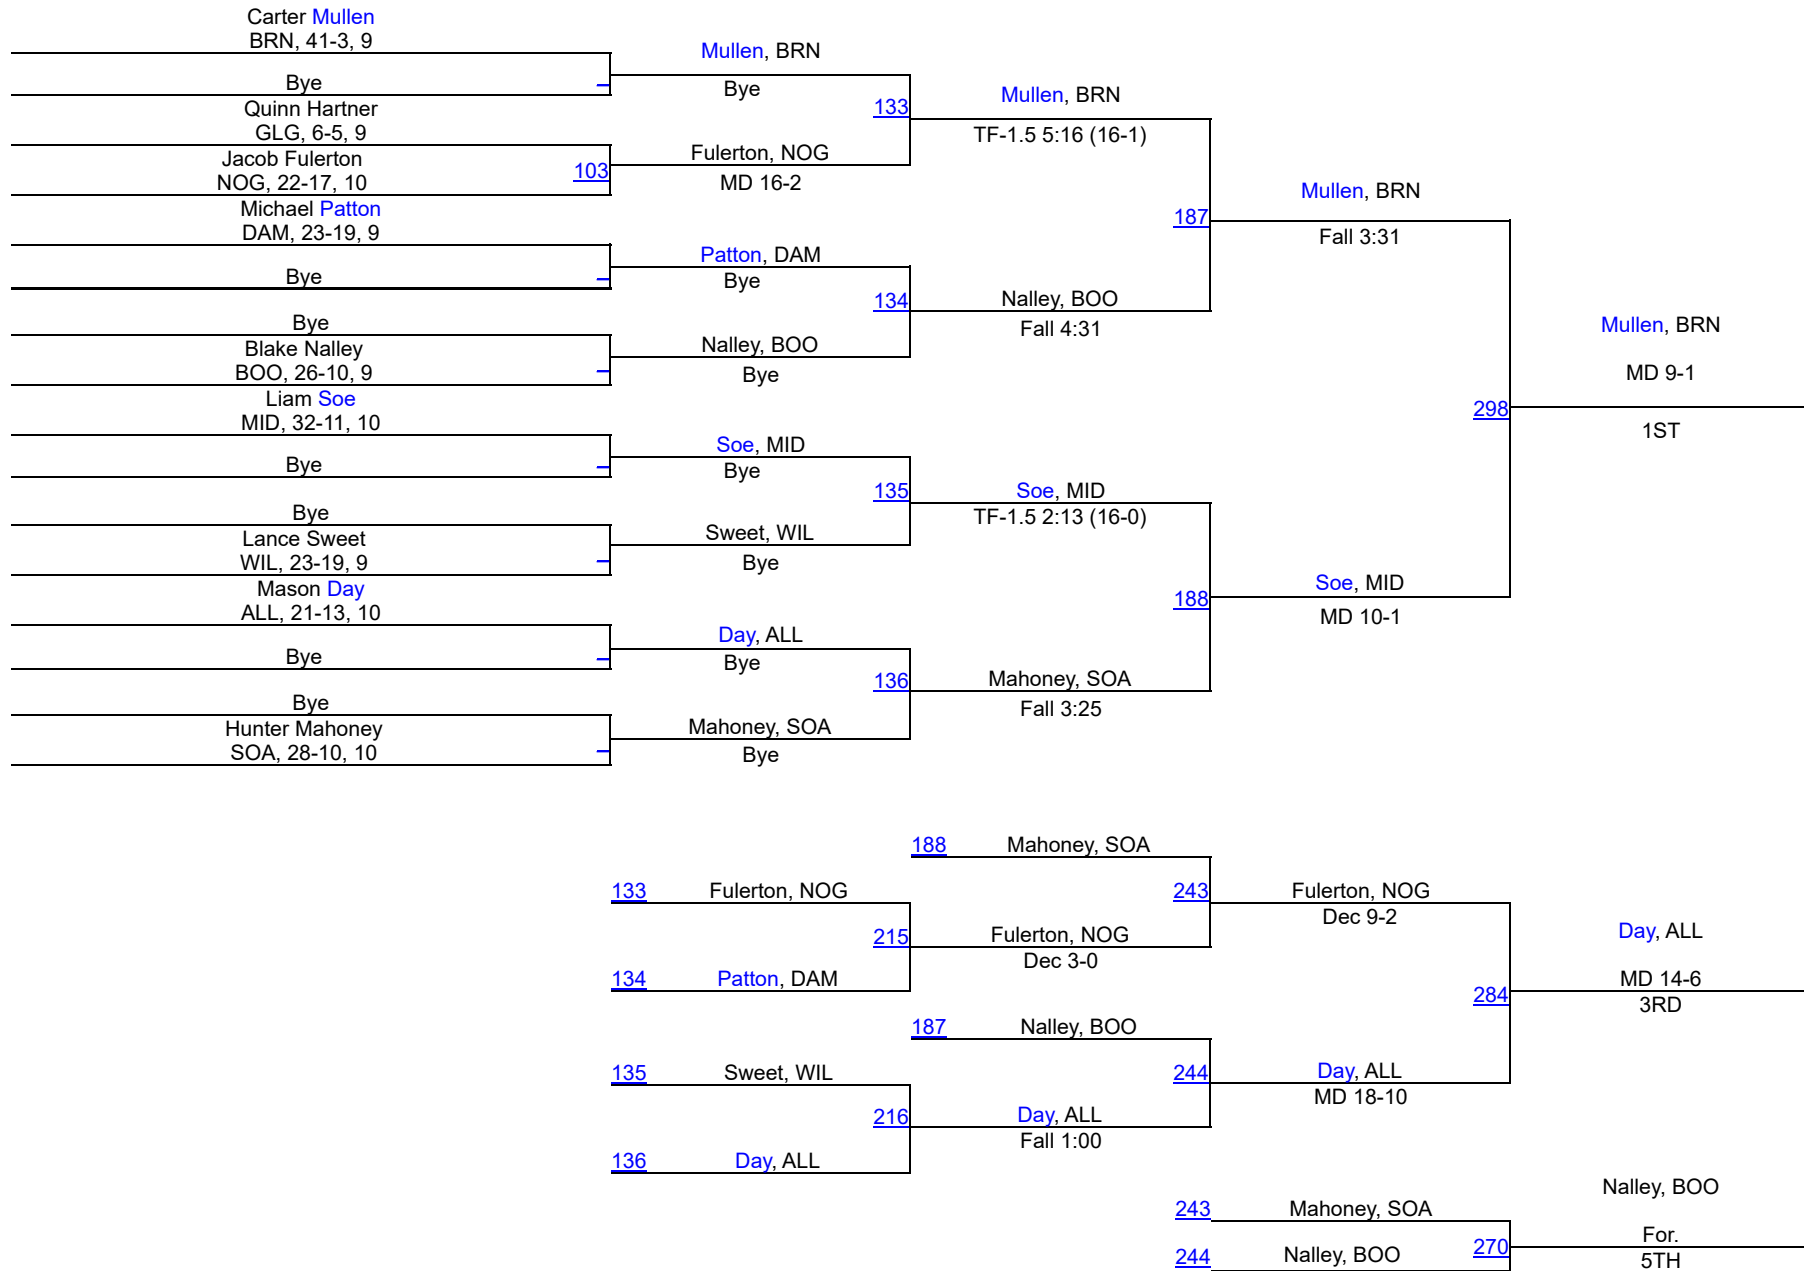 Carter Mullen
BRN, 41-3, 9
Bye
Quinn Hartner
GLG, 6-5, 9
Jacob Fulerton
NOG, 22-17, 10
103
Michael Patton
DAM, 23-19, 9
Bye
Bye
Blake Nalley
BOO, 26-10, 9
Liam Soe
MID, 32-11, 10
Bye
Bye
Lance Sweet
WIL, 23-19, 9
Mason Day
ALL, 21-13, 10
Bye
Bye
Hunter Mahoney
SOA, 28-10, 10
Mullen, BRN
Bye
133
Fulerton, NOG
MD 16-2
Patton, DAM
Bye
134
Nalley, BOO
Bye
Soe, MID
Bye
135
Sweet, WIL
Bye
Day, ALL
Bye
136
Mahoney, SOA
Bye
Mullen, BRN
TF-1.5 5:16 (16-1)
187
Nalley, BOO
Fall 4:31
Soe, MID
TF-1.5 2:13 (16-0)
188
Mahoney, SOA
Fall 3:25
Mullen, BRN
Fall 3:31
298
Soe, MID
MD 10-1
Mullen, BRN
MD 9-1
1ST
133 Fulerton, NOG
215
134 Patton, DAM
135 Sweet, WIL
216
136 Day, ALL
188 Mahoney, SOA
243
Fulerton, NOG
Dec 3-0
187 Nalley, BOO
244
Day, ALL
Fall 1:00
Fulerton, NOG
Dec 9-2
284
Day, ALL
MD 18-10
Day, ALL
MD 14-6
3RD
243 Mahoney, SOA
244 Nalley, BOO
270
Nalley, BOO
For.
5TH